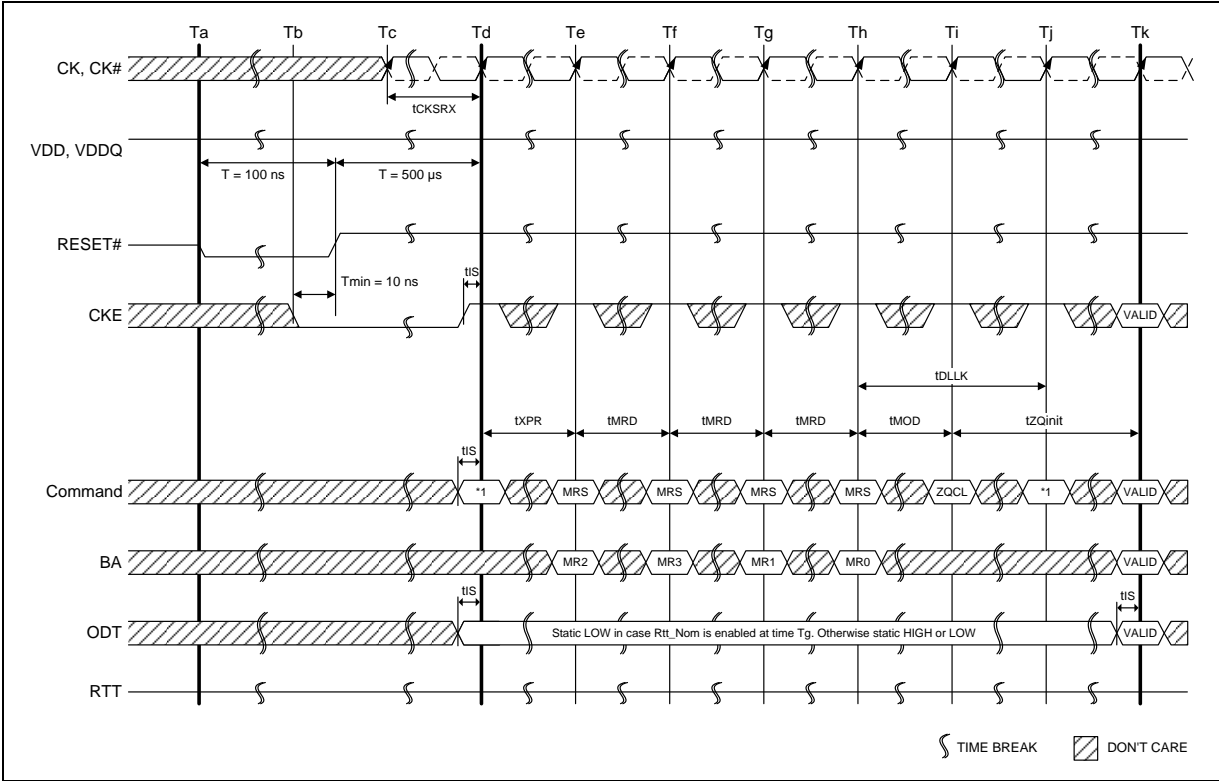 Ta Tb Tc Td Te Tf Tg Th Ti Tj Tk
CK, CK#
tCKSRX
VDD, VDDQ
T = 100 ns T = 500 µs
RESET#
Tmin = 10 ns tIS
CKE VALID
tDLLK
tXPR tMRD tMRD tMRD tMOD tZQinit
tIS
Command *1 MRS MRS MRS MRS ZQCL *1 VALID
BA MR2 MR3 MR1 MR0 VALID
tIS tIS
ODT Static LOW in case Rtt_Nom is enabled at time Tg. Otherwise static HIGH or LOW VALID
RTT
TIME BREAK DON'T CARE